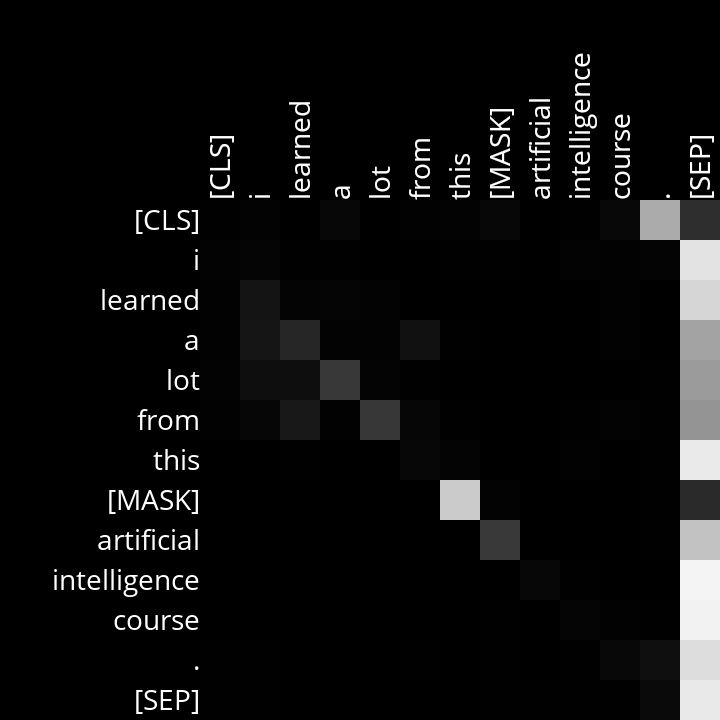 [CLS] i learned a lot from this [MASK] artificial intelligence course . [SEP]
[CLS]
i
learned
a
lot
from
this
[MASK]
artificial
intelligence
course
.
[SEP]